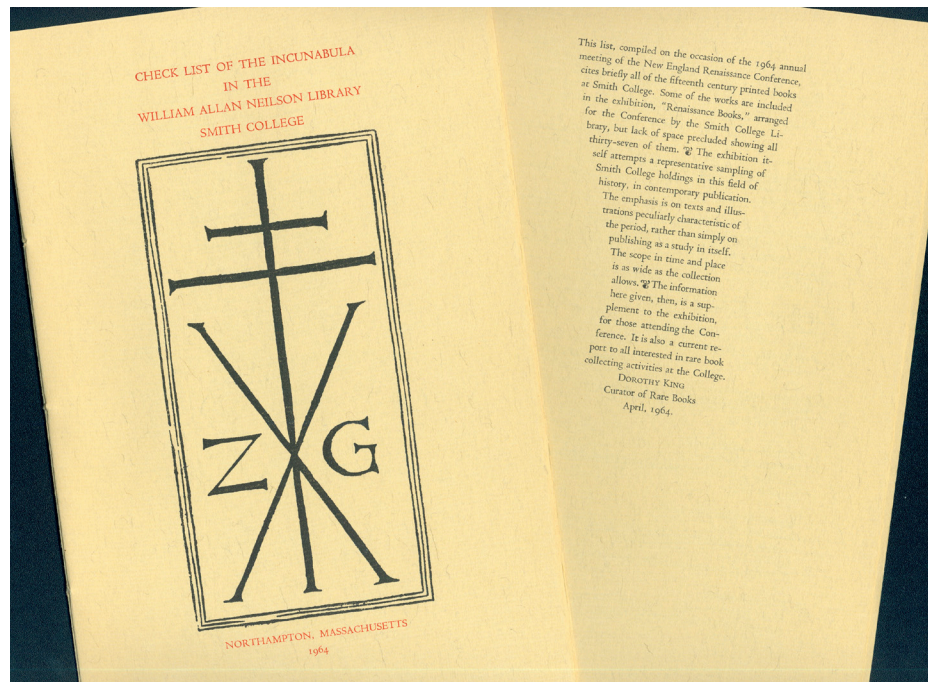 CHECK LIST OF THE INCUNABULA
IN THE
WILLIAM ALLAN NEILSON LIBRARY
SMITH COLLEGE
Z G
NORTHAMPTON, MASSACHUSETTS
1964
This list, compiled on the occasion of the 1964 annual
meeting of the New England Renaissance Conference,
cites briefly all of the fifteenth century printed books
at Smith College. Some of the works are included
in the exhibition, "Renaissance Books," arranged
for the Conference by the Smith College Li-
brary, but lack of space precluded showing all
thirty-seven of them. ❦ The exhibition it-
self attempts a representative sampling of
Smith College holdings in this field of
history, in contemporary publication.
The emphasis is on texts and illus-
trations peculiarly characteristic of
the period, rather than simply on
publishing as a study in itself.
The scope in time and place
is as wide as the collection
allows. ❦ The information
here given, then, is a sup-
plement to the exhibition,
for those attending the Con-
ference. It is also a current re-
port to all interested in rare book
collecting activities at the College.
DOROTHY KING
Curator of Rare Books
April, 1964.